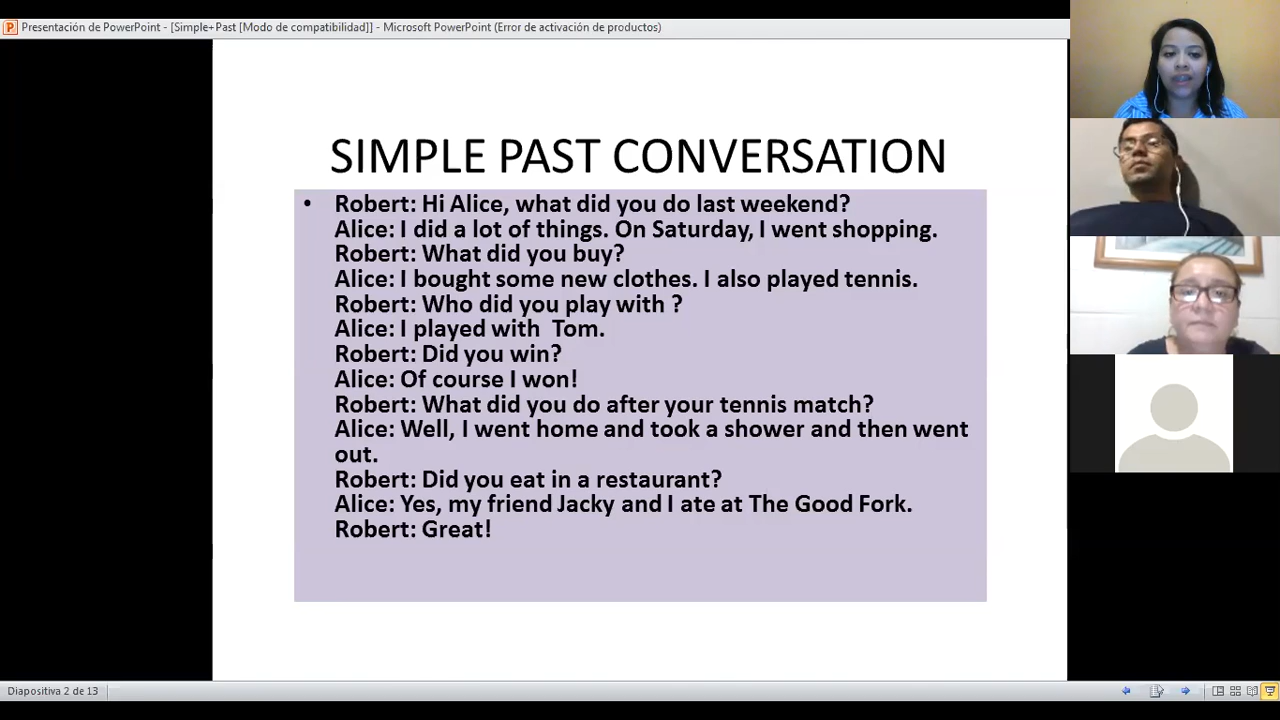 Presentación de PowerPoint - [Simple+Past [Modo de compatibilidad]] - Microsoft PowerPoint (Error de activación de productos)
SIMPLE PAST CONVERSATION
• Robert: Hi Alice, what did you do last weekend?
Alice: I did a lot of things. On Saturday, I went shopping.
Robert: What did you buy?
Alice: I bought some new clothes. I also played tennis.
Robert: Who did you play with ?
Alice: I played with  Tom.
Robert: Did you win?
Alice: Of course I won!
Robert: What did you do after your tennis match?
Alice: Well, I went home and took a shower and then went
out.
Robert: Did you eat in a restaurant?
Alice: Yes, my friend Jacky and I ate at The Good Fork.
Robert: Great!
Diapositiva 2 de 13